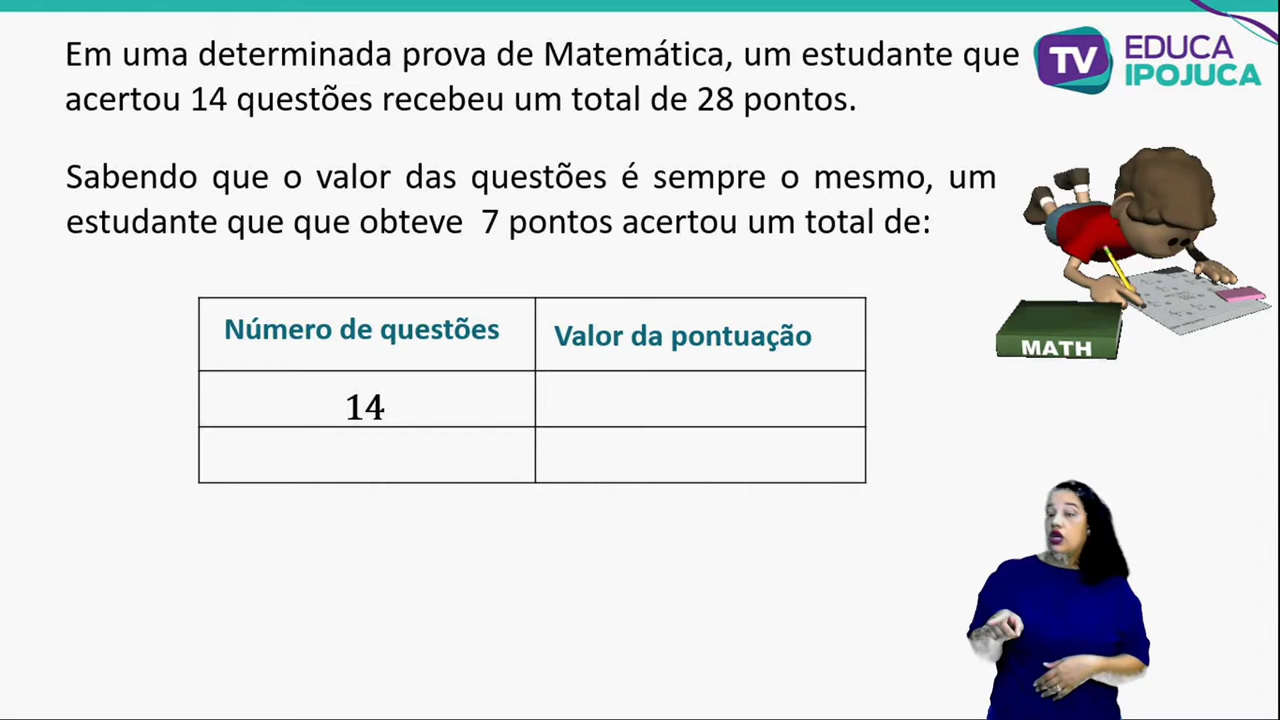 Em uma determinada prova de Matemática, um estudante que
acertou 14 questões recebeu um total de 28 pontos.
TV EDUCA
IPOJUCA
Sabendo que o valor das questões é sempre o mesmo, um
estudante que que obteve 7 pontos acertou um total de:
MATH
Número de questões Valor da pontuação
14